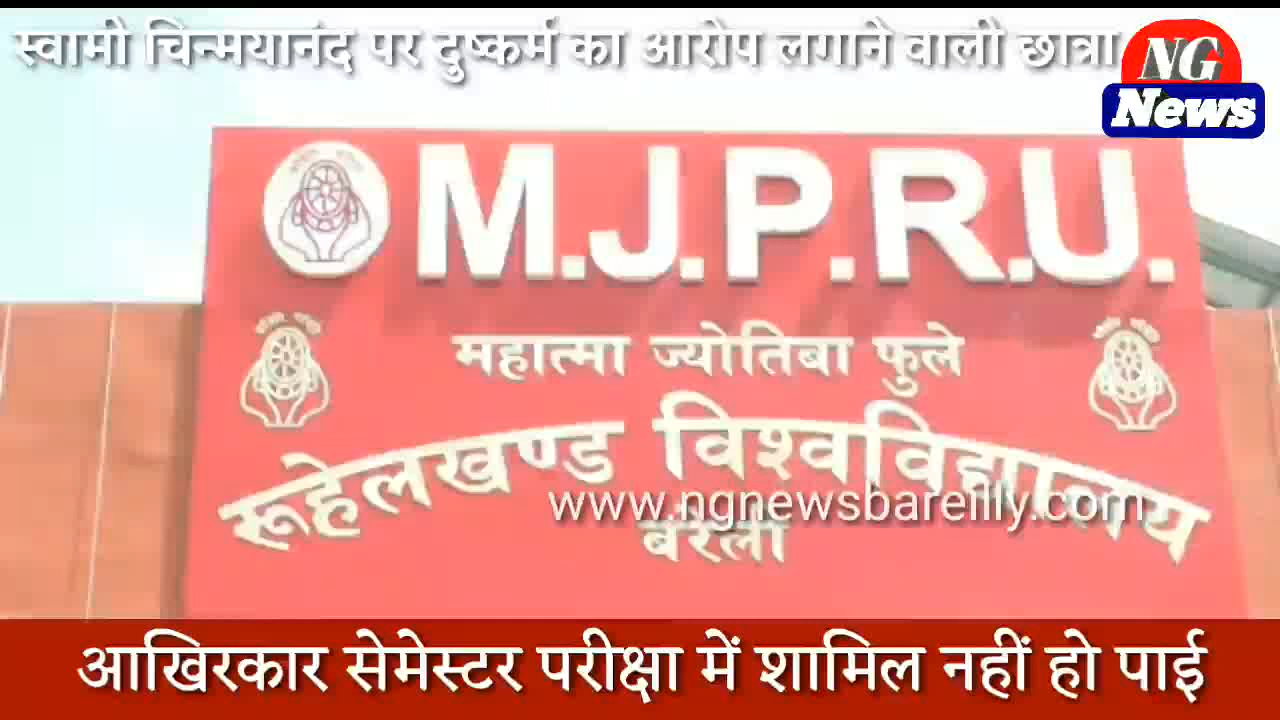 स्वामी चिन्मयानंद पर दुष्कर्म का आरोप लगाने वाली छात्रा
NG
News
M.J.P.R.U.
महात्मा ज्योतिबा फुले
रूहेलखण्ड विश्वविद्यालय
www.ngnewsbareilly.com
बरेली
आखिरकार सेमेस्टर परीक्षा में शामिल नहीं हो पाई